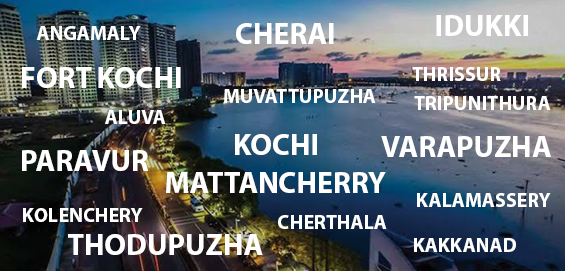 ANGAMALY
CHERAI
IDUKKI
FORT KOCHI
THRISSUR
MUVATTUPUZHA
TRIPUNITHURA
ALUVA
KOCHI
VARAPUZHA
PARAVUR
MATTANCHERRY
KALAMASSERY
KOLENCHERY
CHERTHALA
THODUPUZHA
KAKKANAD